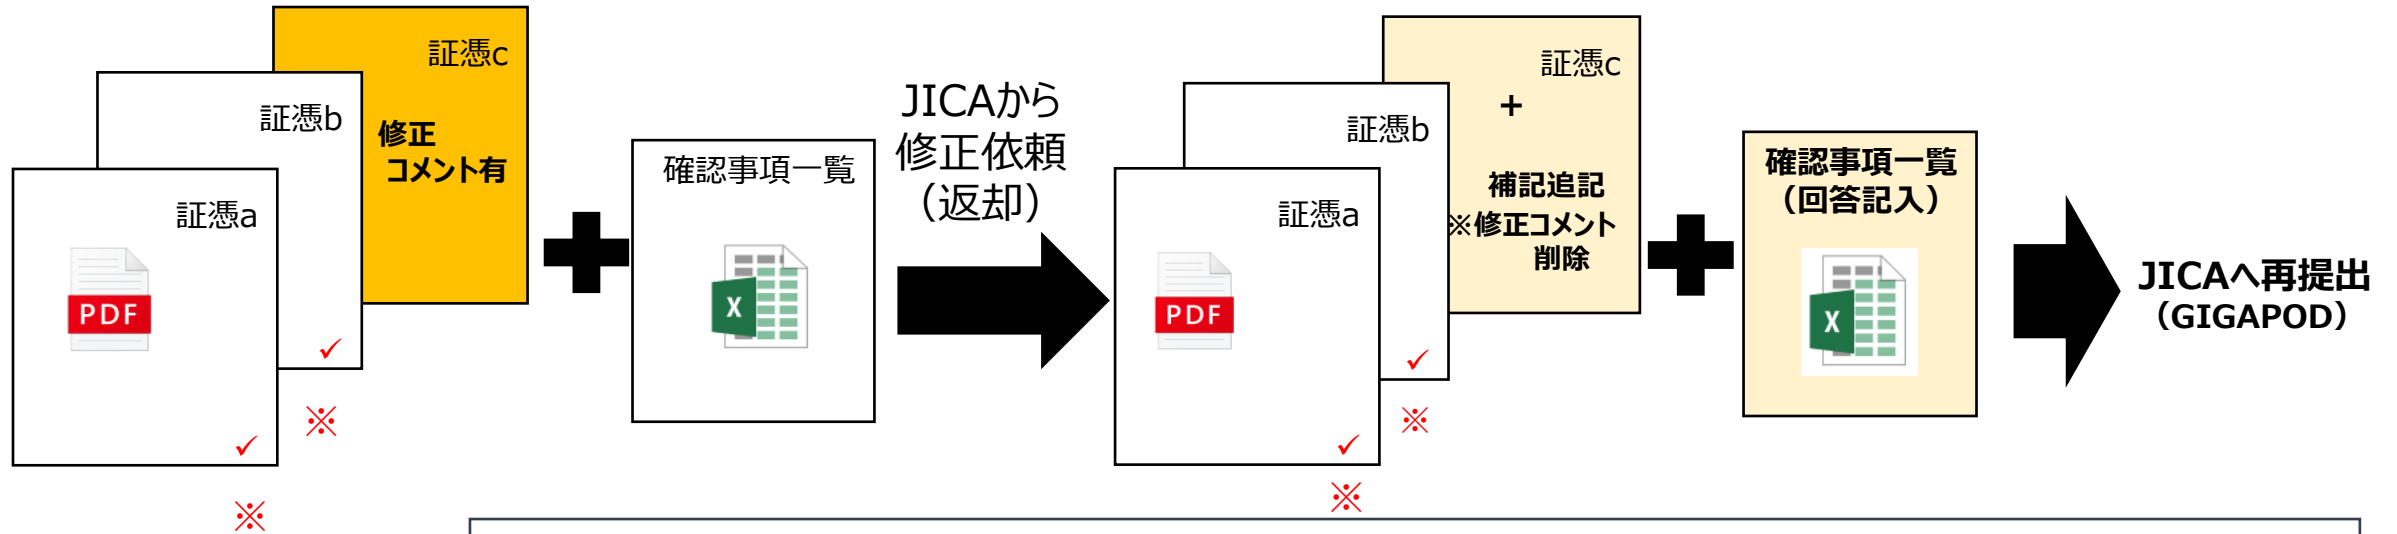 証憑c
修正
コメント有
証憑b
証憑a
PDF
✓
※
✓
※
確認事項一覧
X
JICAから
修正依頼
（返却）
証憑c
+
補記追記
※修正コメント
削除
証憑b
証憑a
PDF
✓
※
✓
※
確認事項一覧
（回答記入）
X
JICAへ再提出
（GIGAPOD）